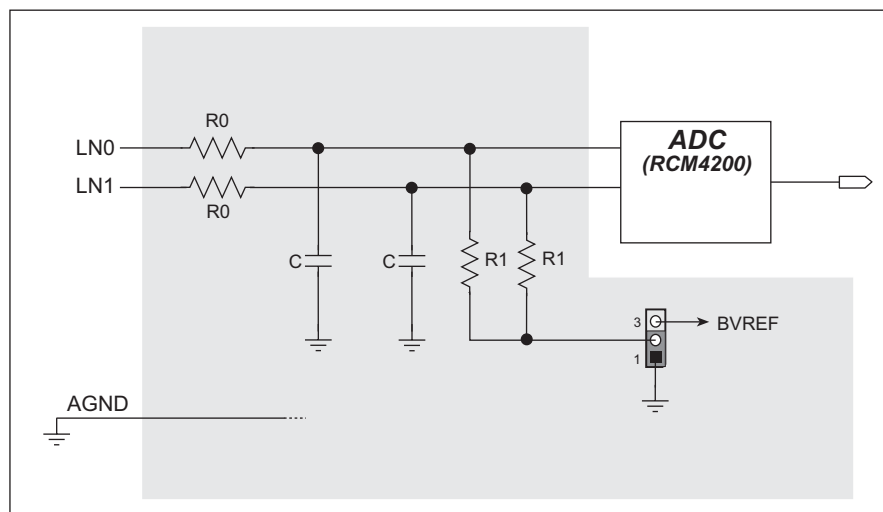 R0
LN0
ADC
(RCM4200)
LN1
R0
C
C
R1
R1
3
BVREF
1
AGND